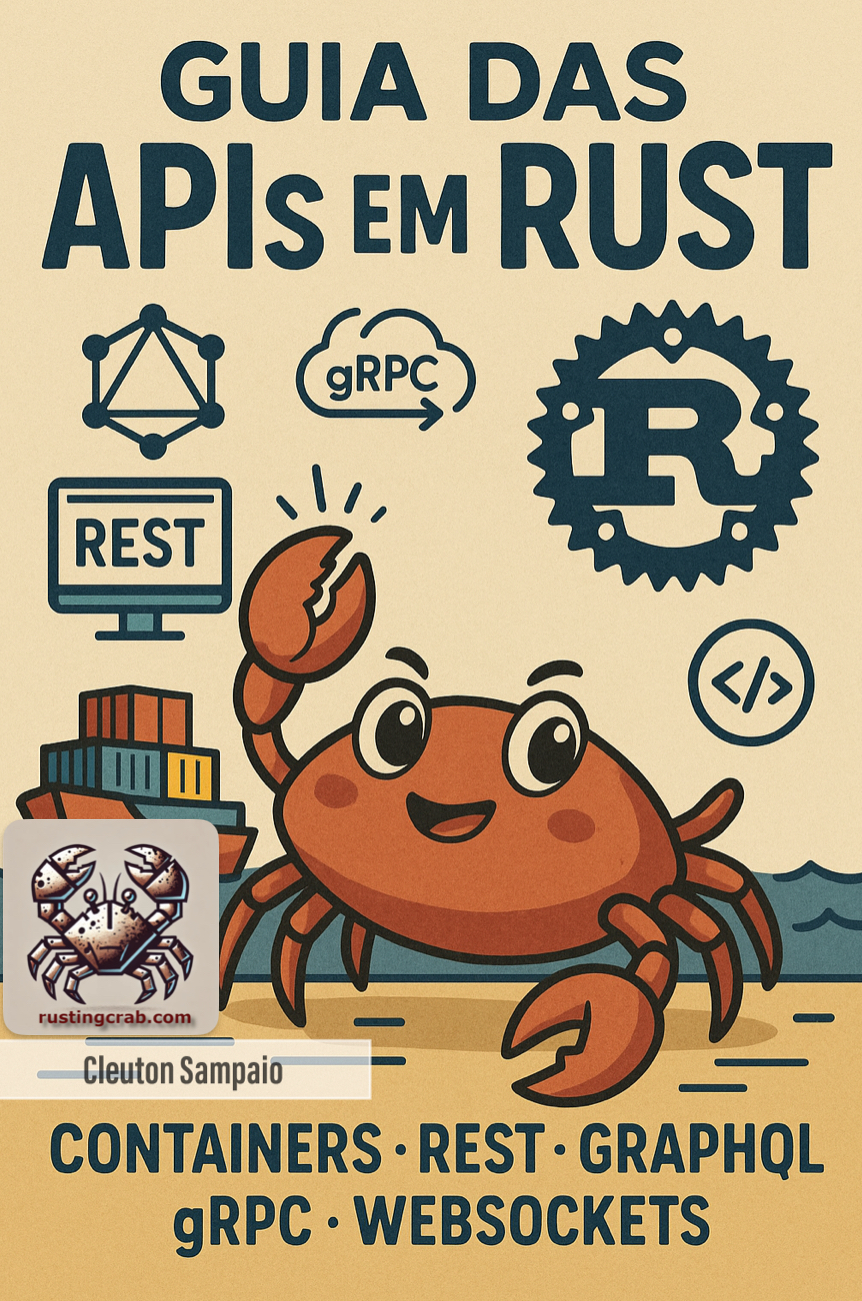 GUIA DAS
APIs EM RUST
gRPC
R
REST
</>
rustingcrab.com
Cleuton Sampaio
CONTAINERS · REST · GRAPHQL
gRPC · WEBSOCKETS